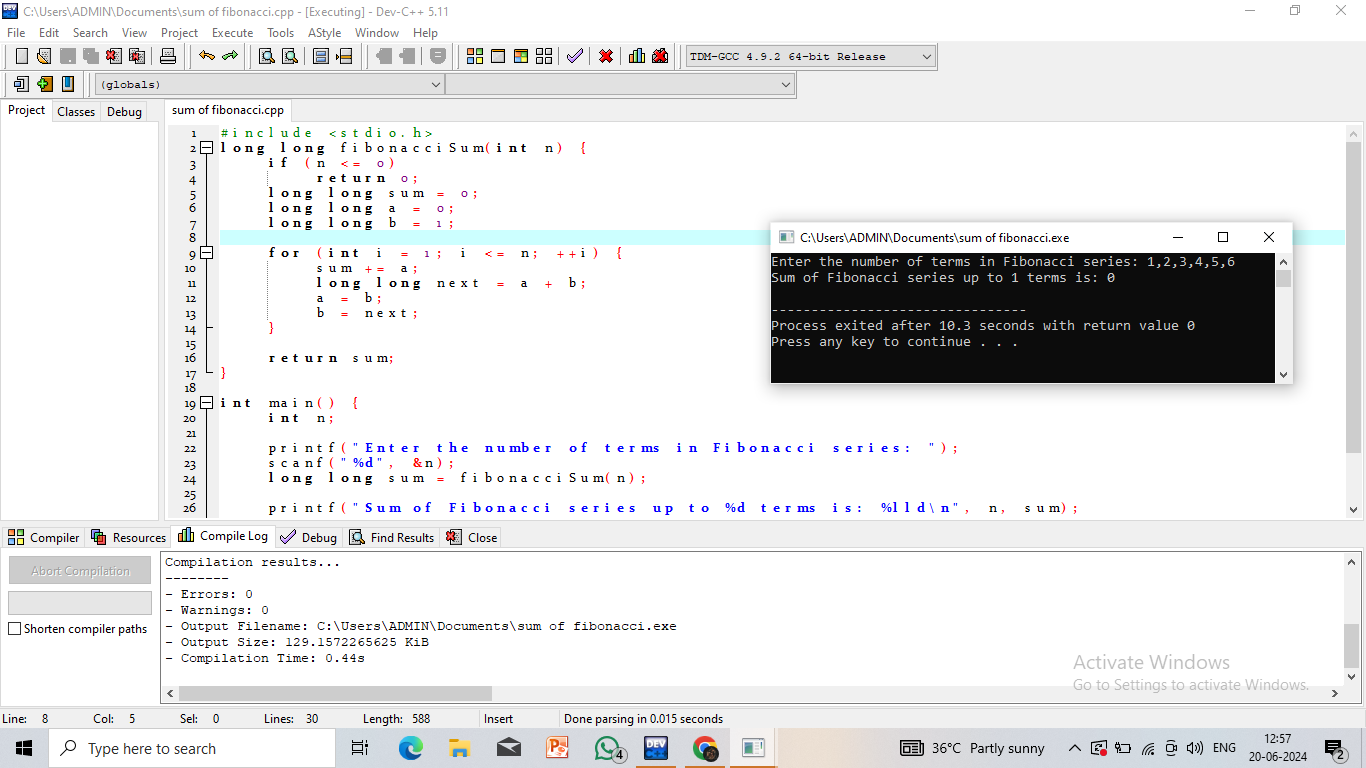 C:\Users\ADMIN\Documents\sum of fibonacci.cpp - [Executing] - Dev-C++ 5.11
File Edit Search View Project Execute Tools AStyle Window Help
TDM-GCC 4.9.2 64-bit Release
(globals)
Project Classes Debug sum of fibonacci.cpp
1 #include <stdio.h>
2 long long fibonacciSum(int n) {
3 if (n <= 0)
4 return 0;
5 long long sum = 0;
6 long long a = 0;
7 long long b = 1;
8
9 for (int i = 1; i <= n; ++i) {
10 sum += a;
11 long long next = a + b;
12 a = b;
13 b = next;
14 }
15
16 return sum;
17 }
18
19 int main() {
20 int n;
21
22 printf("Enter the number of terms in Fibonacci series: ");
23 scanf("%d", &n);
24 long long sum = fibonacciSum(n);
25
26 printf("Sum of Fibonacci series up to %d terms is: %lld\n", n, sum);
C:\Users\ADMIN\Documents\sum of fibonacci.exe
Enter the number of terms in Fibonacci series: 1,2,3,4,5,6
Sum of Fibonacci series up to 1 terms is: 0
--------------------------------
Process exited after 10.3 seconds with return value 0
Press any key to continue . . .
Compiler Resources Compile Log Debug Find Results Close
Abort Compilation
Shorten compiler paths
Compilation results...
--------
- Errors: 0
- Warnings: 0
- Output Filename: C:\Users\ADMIN\Documents\sum of fibonacci.exe
- Output Size: 129.1572265625 KiB
- Compilation Time: 0.44s
Activate Windows
Go to Settings to activate Windows.
Line: 8 Col: 5 Sel: 0 Lines: 30 Length: 588 Insert Done parsing in 0.015 seconds
Type here to search
4
DEV
36°C Partly sunny
ENG
12:57
20-06-2024
2